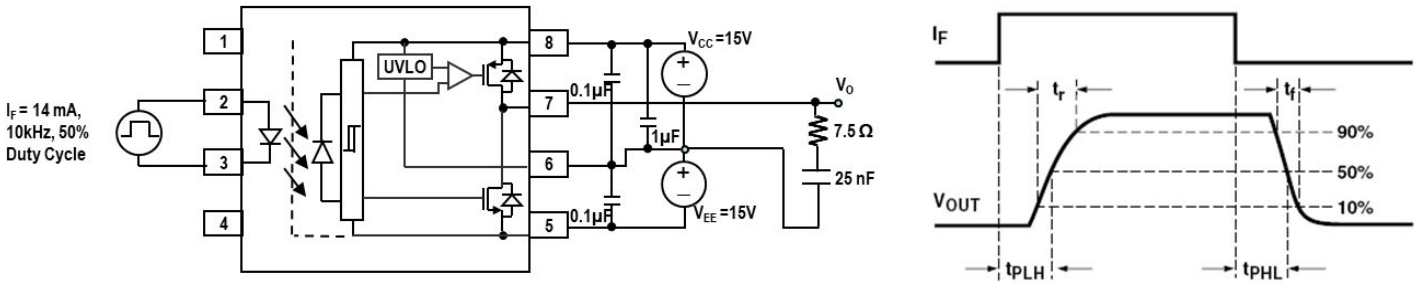 1
2
3
4
I_F = 14 mA,
10kHz, 50%
Duty Cycle
UVLO
8
7
6
5
0.1µF
1µF
0.1µF
V_CC = 15V
+
−
+
−
V_EE =15V
V_O
7.5 Ω
25 nF
I_F
t_r
t_f
90%
50%
10%
V_OUT
t_PLH
t_PHL